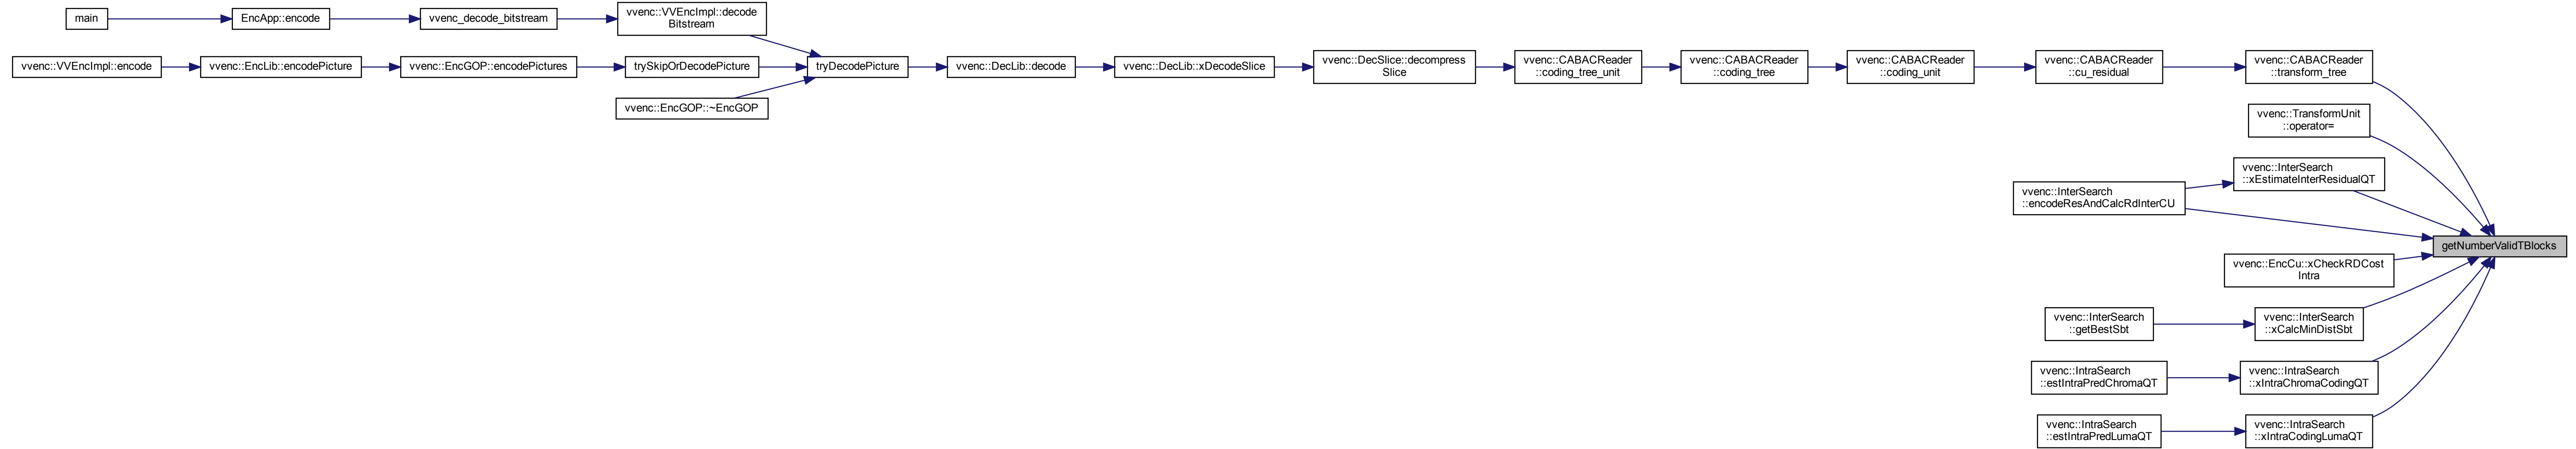 main
EncApp::encode
vvenc_decode_bitstream
vvenc::VVEncImpl::decode
Bitstream
vvenc::VVEncImpl::encode
vvenc::EncLib::encodePicture
vvenc::EncGOP::encodePictures
trySkipOrDecodePicture
tryDecodePicture
vvenc::DecLib::decode
vvenc::DecLib::xDecodeSlice
vvenc::DecSlice::decompress
Slice
vvenc::CABACReader
::coding_tree_unit
vvenc::CABACReader
::coding_tree
vvenc::CABACReader
::coding_unit
vvenc::CABACReader
::cu_residual
vvenc::CABACReader
::transform_tree
vvenc::EncGOP::~EncGOP
vvenc::TransformUnit
::operator=
vvenc::InterSearch
::xEstimateInterResidualQT
vvenc::InterSearch
::encodeResAndCalcRdInterCU
getNumberValidTBlocks
vvenc::EncCu::xCheckRDCost
Intra
vvenc::InterSearch
::getBestSbt
vvenc::InterSearch
::xCalcMinDistSbt
vvenc::IntraSearch
::estIntraPredChromaQT
vvenc::IntraSearch
::xIntraChromaCodingQT
vvenc::IntraSearch
::estIntraPredLumaQT
vvenc::IntraSearch
::xIntraCodingLumaQT